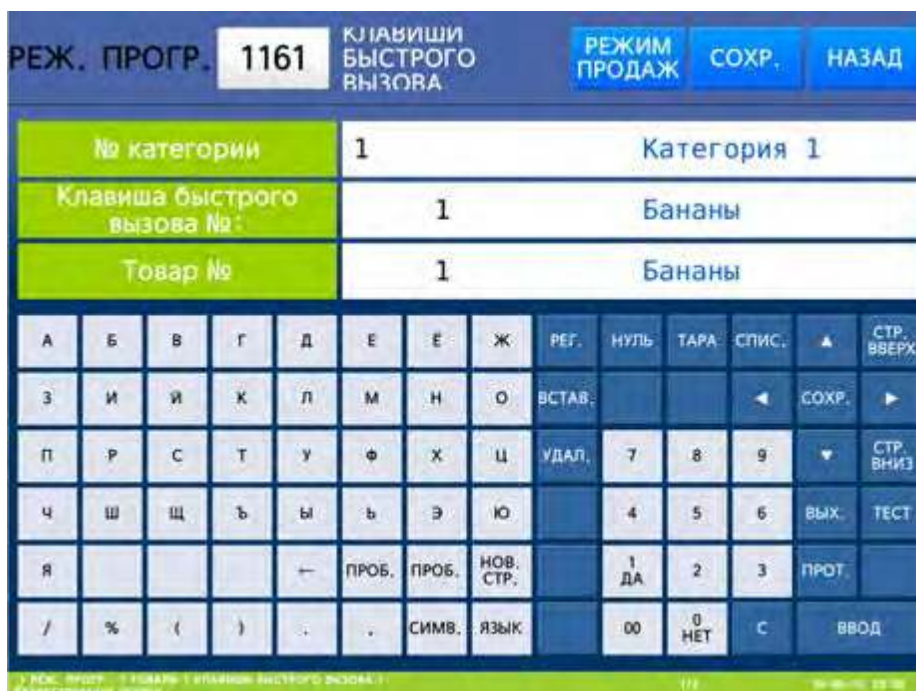 РЕЖ. ПРОГР. 1161 КЛАВИШИ БЫСТРОГО ВЫЗОВА РЕЖИМ ПРОДАЖ СОХР. НАЗАД
№ категории 1 Категория 1
Клавиша быстрого вызова №: 1 Бананы
Товар № 1 Бананы
А Б В Г Д Е Ё Ж РЕГ. НУЛЬ ТАРА СПИС. ▲ СТР. ВВЕРХ
З И Й К Л М Н О ВСТАВ. ◄ СОХР. ►
П Р С Т У Ф Х Ц УДАЛ. 7 8 9 ▼ СТР. ВНИЗ
Ч Ш Щ Ъ Ы Ь Э Ю 4 5 6 ВЫХ. ТЕСТ
Я ← ПРОБ. ПРОБ. НОВ. СТР. 1 ДА 2 3 ПРОТ.
/ % ( ) . , СИМВ. ЯЗЫК 00 0 НЕТ C ВВОД